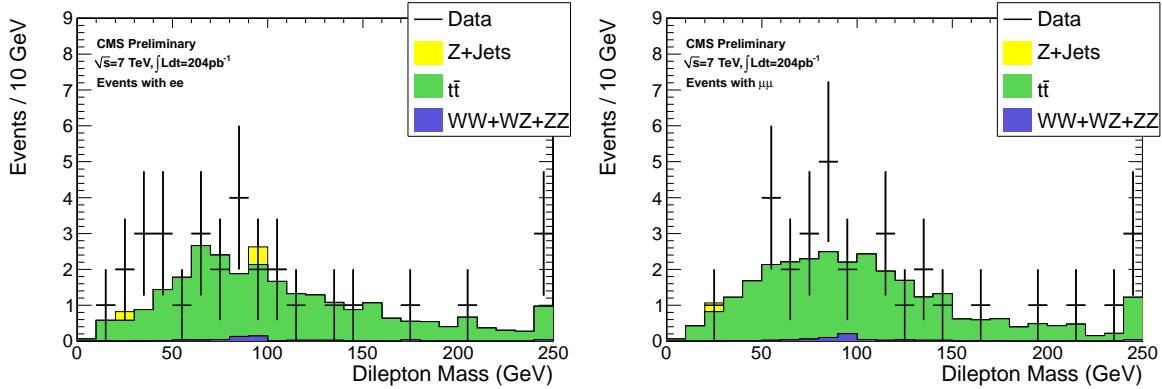 Events / 10 GeV
9
8
7
6
5
4
3
2
1
0
CMS Preliminary
√s=7 TeV,∫Ldt=204pb⁻¹
Events with ee
Data
Z+Jets
tt̄
WW+WZ+ZZ
0 50 100 150 200 250
Dilepton Mass (GeV)
Events / 10 GeV
9
8
7
6
5
4
3
2
1
0
CMS Preliminary
√s=7 TeV,∫Ldt=204pb⁻¹
Events with μμ
Data
Z+Jets
tt̄
WW+WZ+ZZ
0 50 100 150 200 250
Dilepton Mass (GeV)